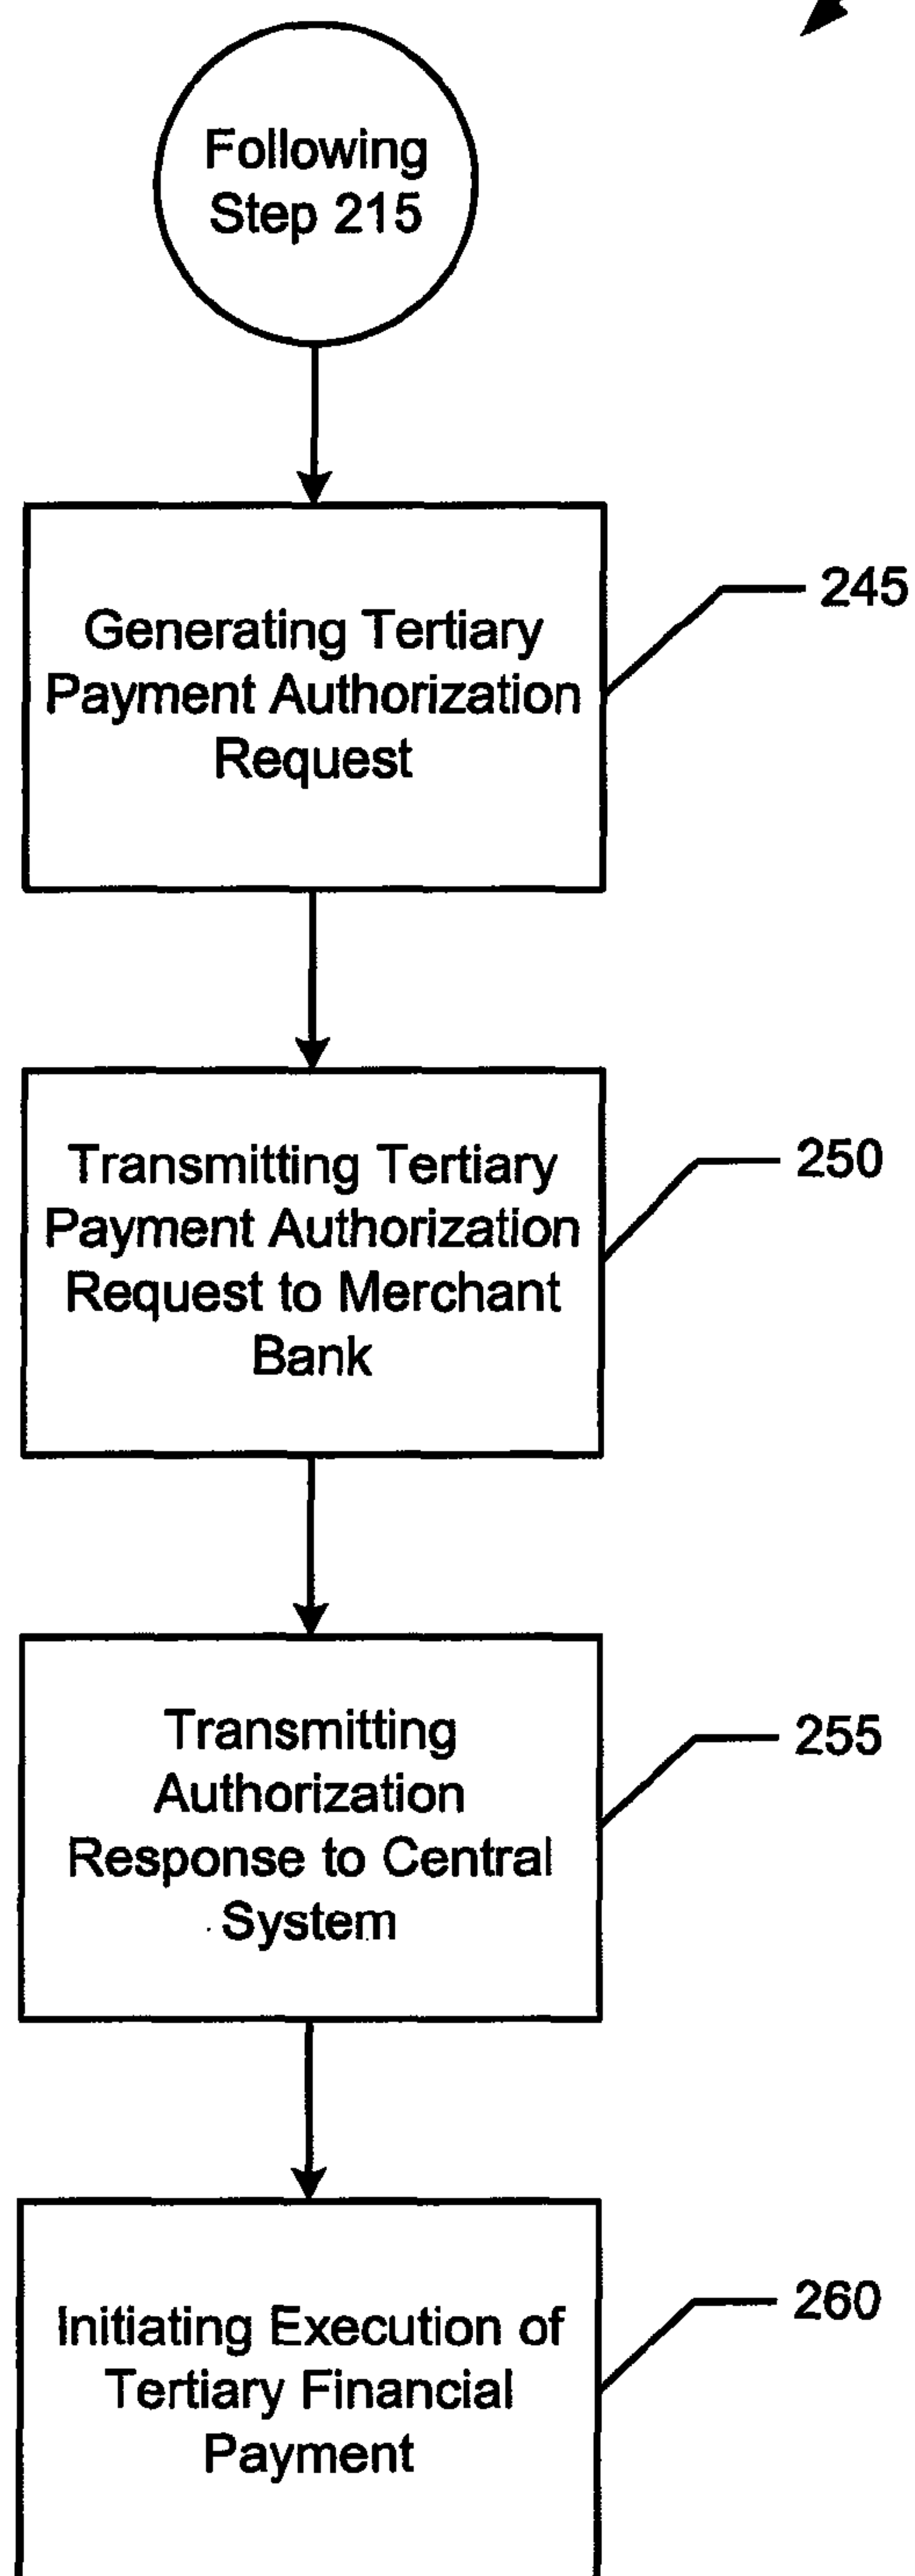 Following
Step 215
Generating Tertiary
Payment Authorization
Request
245
Transmitting Tertiary
Payment Authorization
Request to Merchant
Bank
250
Transmitting
Authorization
Response to Central
System
255
Initiating Execution of
Tertiary Financial
Payment
260